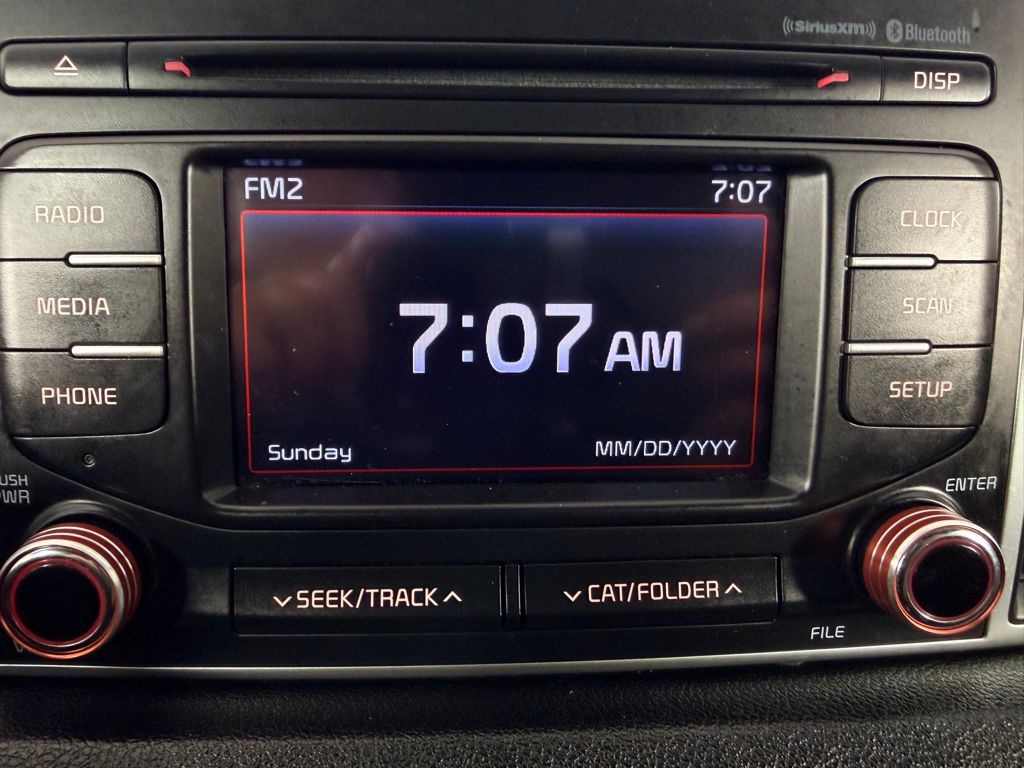 SiriusXM Bluetooth
DISP
FM2 7:07
RADIO
CLOCK
7:07 AM
MEDIA
SCAN
PHONE
SETUP
Sunday MM/DD/YYYY
ENTER
SEEK/TRACK
CAT/FOLDER
FILE